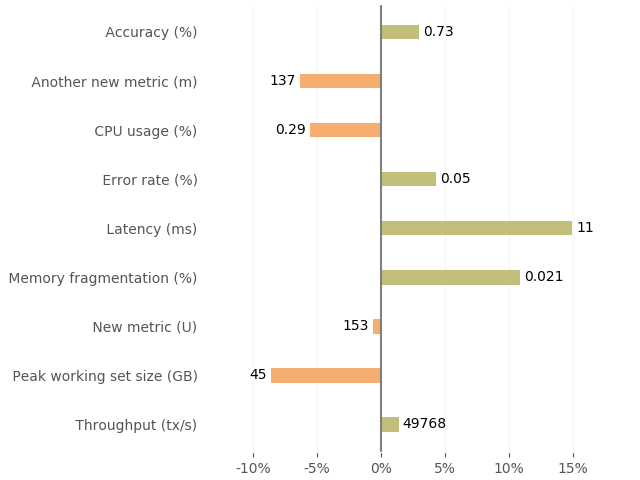 Accuracy (%) 0.73
Another new metric (m) 137
CPU usage (%) 0.29
Error rate (%) 0.05
Latency (ms) 11
Memory fragmentation (%) 0.021
New metric (U) 153
Peak working set size (GB) 45
Throughput (tx/s) 49768
-10% -5% 0% 5% 10% 15%